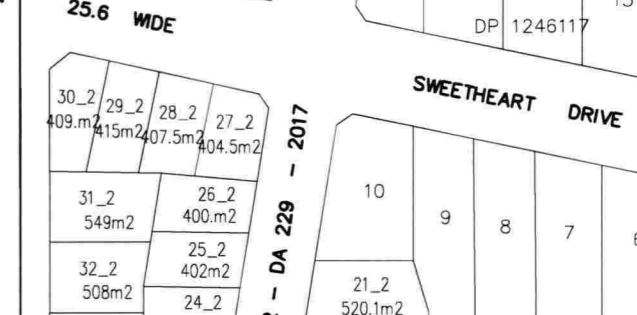 25.6 WIDE
DP 1246117
SWEETHEART DRIVE
30_2
409.m2
29_2
415m2
28_2
407.5m2
27_2
404.5m2
- DA 229 - 2017
31_2
549m2
26_2
400.m2
25_2
402m2
32_2
508m2
24_2
10
9
8
7
21_2
520.1m2